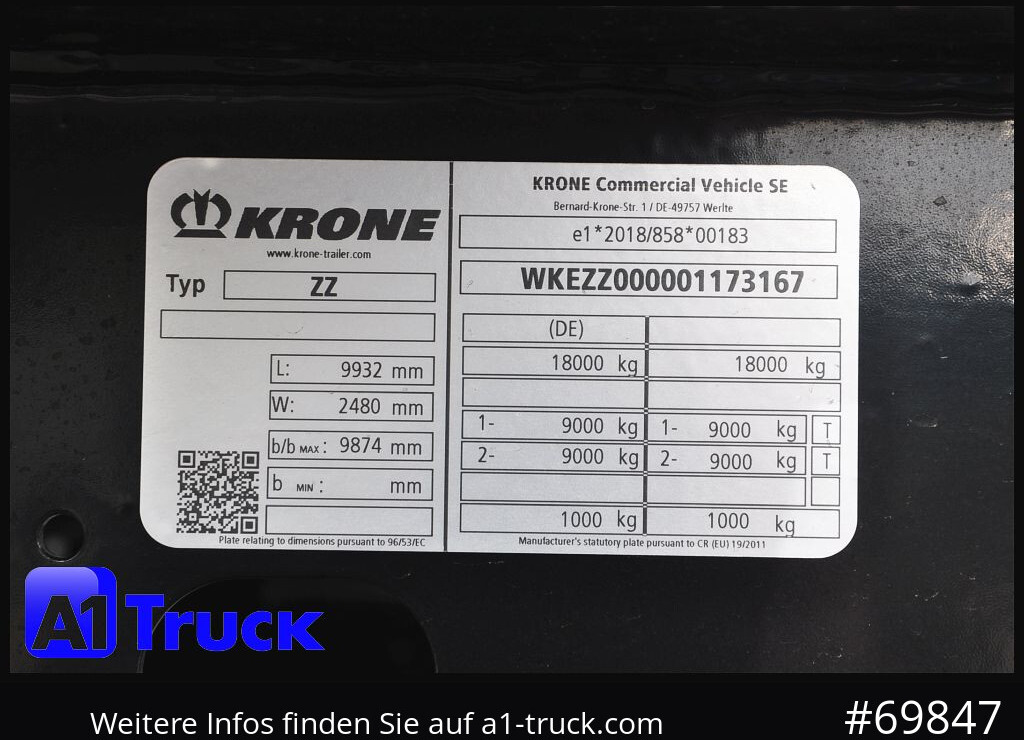 KRONE
www.krone-trailer.com
Typ ZZ
L: 9932 mm
W: 2480 mm
b/b MAX : 9874 mm
b MIN : mm
Plate relating to dimensions pursuant to 96/53/EC
KRONE Commercial Vehicle SE
Bernard-Krone-Str. 1 / DE-49757 Werlte
e1*2018/858*00183
WKEZZ000001173167
(DE)
18000 kg 18000 kg
1- 9000 kg 1- 9000 kg T
2- 9000 kg 2- 9000 kg T
1000 kg 1000 kg
Manufacturer's statutory plate pursuant to CR (EU) 19/2011
A1 Truck
Weitere Infos finden Sie auf a1-truck.com
#69847